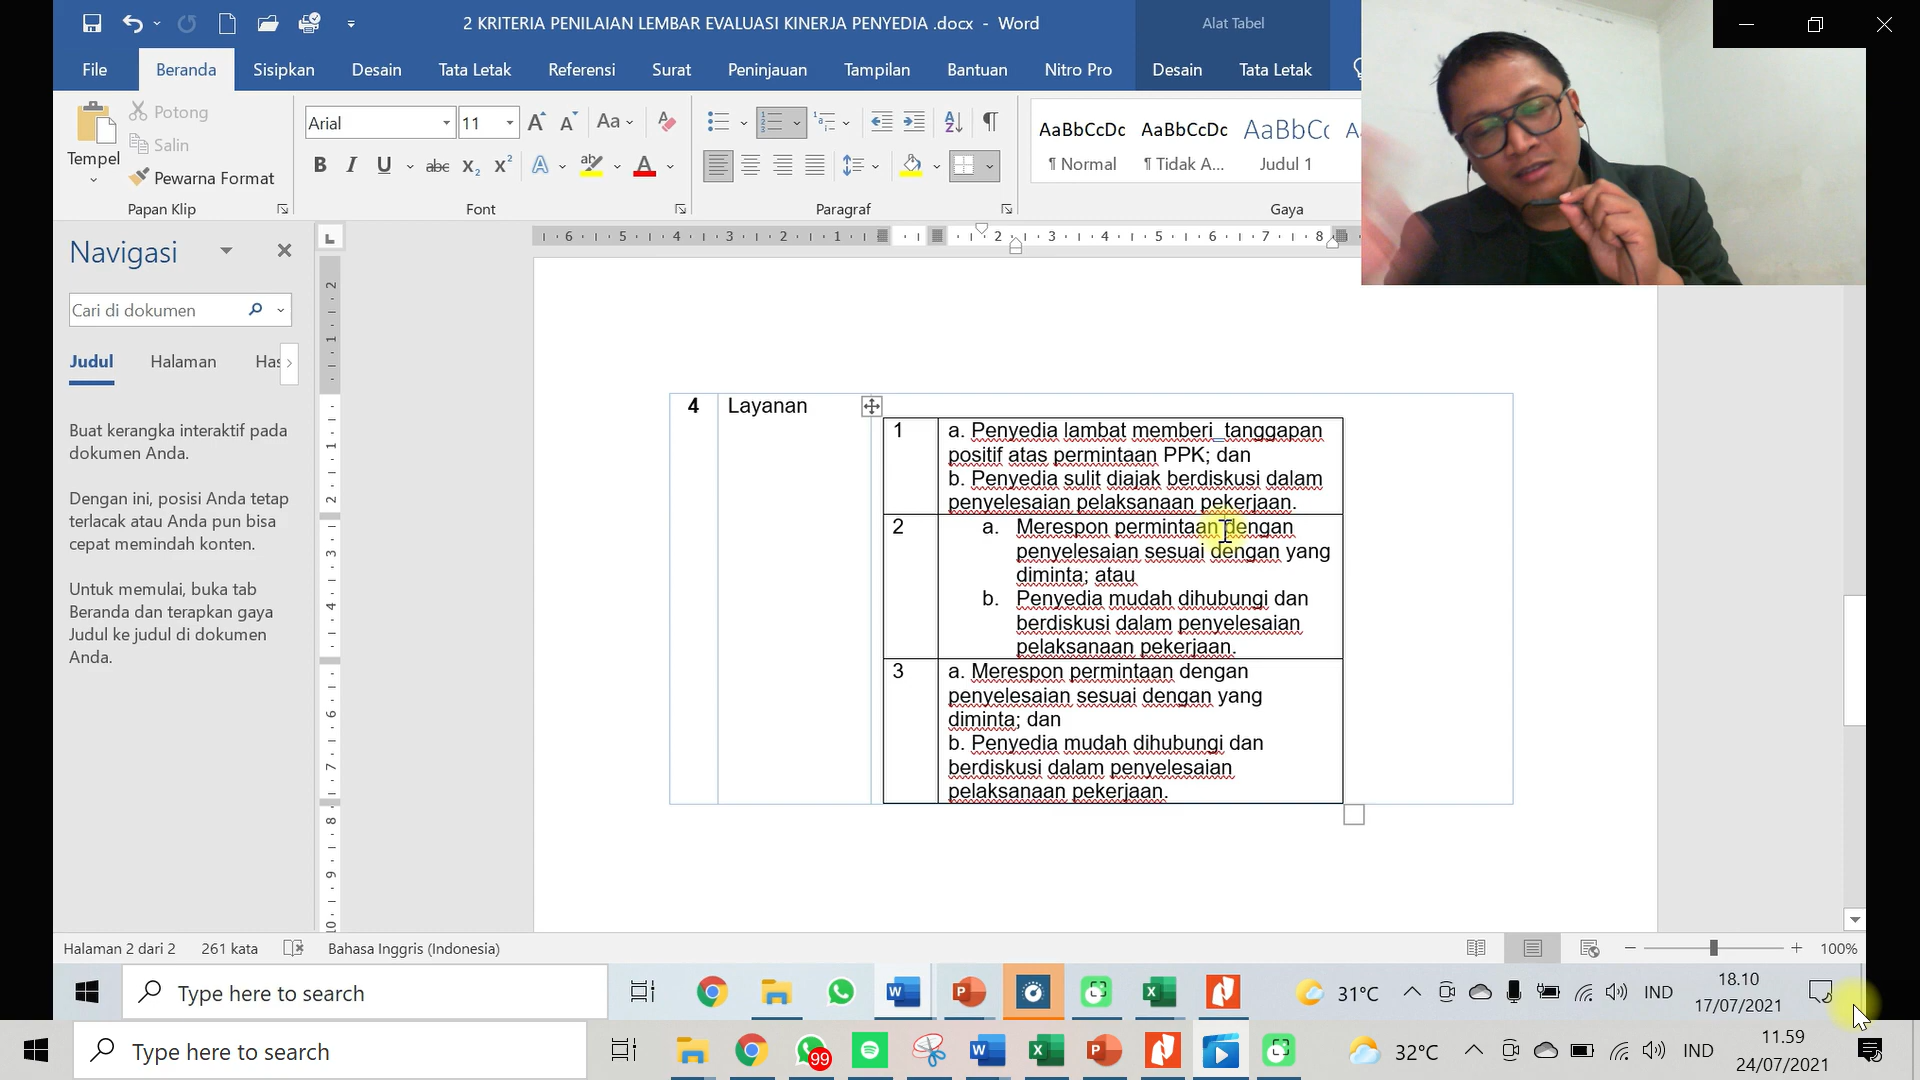 2 KRITERIA PENILAIAN LEMBAR EVALUASI KINERJA PENYEDIA .docx - Word
Alat Tabel
File Beranda Sisipkan Desain Tata Letak Referensi Surat Peninjauan Tampilan Bantuan Nitro Pro Desain Tata Letak
Tempel
Potong
Salin
Pewarna Format
Papan Klip
Arial 11
Font
Paragraf
AaBbCcDc AaBbCcDc AaBbCc
¶ Normal ¶ Tidak A... Judul 1
Gaya
Navigasi
Cari di dokumen
Judul Halaman Has
Buat kerangka interaktif pada
dokumen Anda.
Dengan ini, posisi Anda tetap
terlacak atau Anda pun bisa
cepat memindah konten.
Untuk memulai, buka tab
Beranda dan terapkan gaya
Judul ke judul di dokumen
Anda.
4 Layanan
1 a. Penyedia lambat memberi tanggapan
positif atas permintaan PPK; dan
b. Penyedia sulit diajak berdiskusi dalam
penyelesaian pelaksanaan pekerjaan.
2 a. Merespon permintaan dengan
penyelesaian sesuai dengan yang
diminta; atau
b. Penyedia mudah dihubungi dan
berdiskusi dalam penyelesaian
pelaksanaan pekerjaan.
3 a. Merespon permintaan dengan
penyelesaian sesuai dengan yang
diminta; dan
b. Penyedia mudah dihubungi dan
berdiskusi dalam penyelesaian
pelaksanaan pekerjaan.
Halaman 2 dari 2 261 kata Bahasa Inggris (Indonesia) 100%
Type here to search 31°C IND 18.10
17/07/2021
Type here to search 99 32°C IND 11.59
24/07/2021